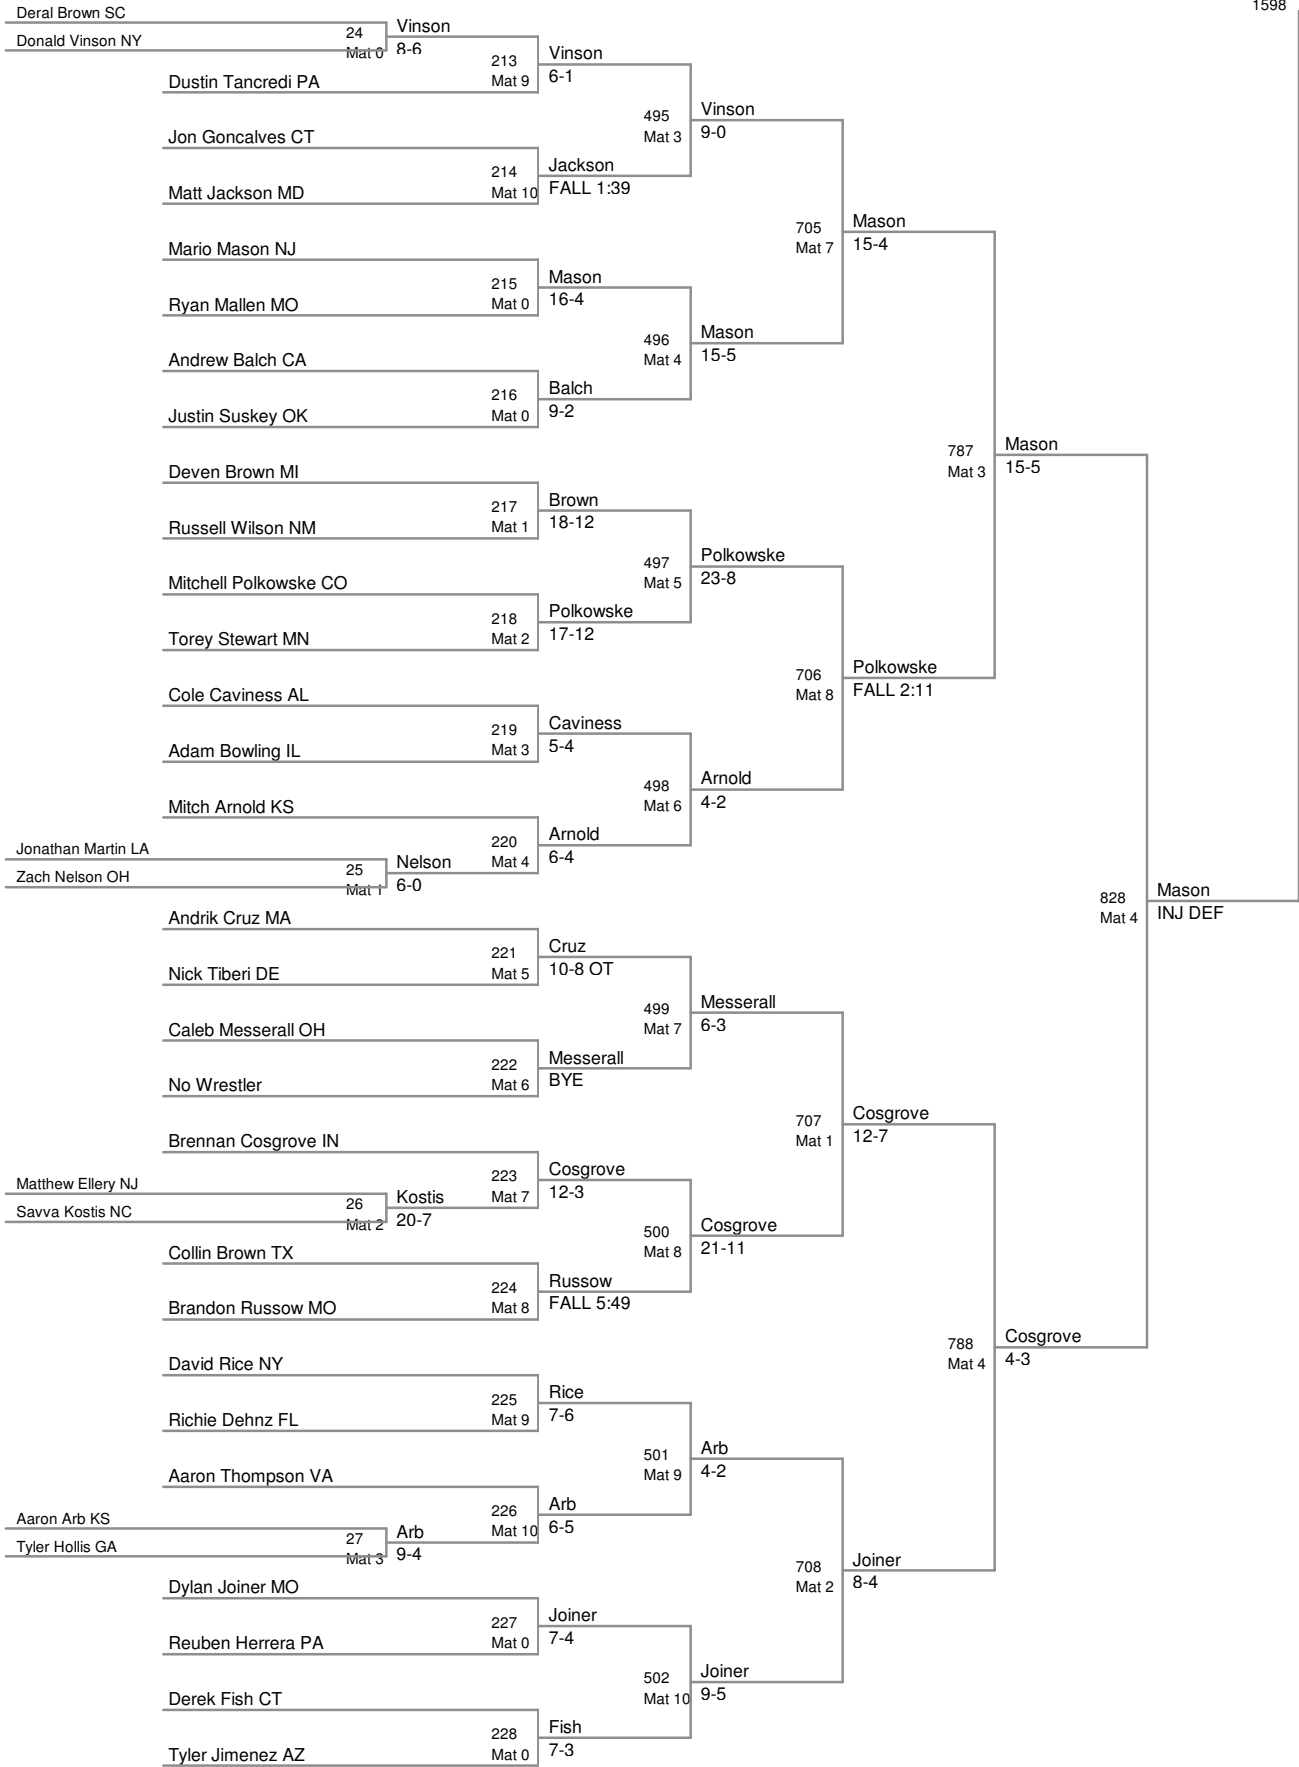 1598
Deral Brown SC
24
Vinson
Donald Vinson NY
Mat 0
8-6
213
Vinson
Dustin Tancredi PA
Mat 9
6-1
495
Vinson
Mat 3
9-0
Jon Goncalves CT
214
Jackson
Matt Jackson MD
Mat 10
FALL 1:39
705
Mason
Mat 7
15-4
Mario Mason NJ
215
Mason
Ryan Mallen MO
Mat 0
16-4
496
Mason
Mat 4
15-5
Andrew Balch CA
216
Balch
Justin Suskey OK
Mat 0
9-2
787
Mason
Mat 3
15-5
Deven Brown MI
217
Brown
Russell Wilson NM
Mat 1
18-12
497
Polkowske
Mat 5
23-8
Mitchell Polkowske CO
218
Polkowske
Torey Stewart MN
Mat 2
17-12
706
Polkowske
Mat 8
FALL 2:11
Cole Caviness AL
219
Caviness
Adam Bowling IL
Mat 3
5-4
498
Arnold
Mat 6
4-2
Mitch Arnold KS
220
Arnold
Mat 4
6-4
Jonathan Martin LA
25
Nelson
Zach Nelson OH
Mat 1
6-0
828
Mason
Mat 4
INJ DEF
Andrik Cruz MA
221
Cruz
Nick Tiberi DE
Mat 5
10-8 OT
499
Messerall
Mat 7
6-3
Caleb Messerall OH
222
Messerall
No Wrestler
Mat 6
BYE
707
Cosgrove
Mat 1
12-7
Brennan Cosgrove IN
223
Cosgrove
Mat 7
12-3
Matthew Ellery NJ
26
Kostis
Savva Kostis NC
Mat 2
20-7
500
Cosgrove
Mat 8
21-11
Collin Brown TX
224
Russow
Brandon Russow MO
Mat 8
FALL 5:49
788
Cosgrove
Mat 4
4-3
David Rice NY
225
Rice
Richie Dehnz FL
Mat 9
7-6
501
Arb
Mat 9
4-2
Aaron Thompson VA
226
Arb
Mat 10
6-5
Aaron Arb KS
27
Arb
Tyler Hollis GA
Mat 3
9-4
708
Joiner
Mat 2
8-4
Dylan Joiner MO
227
Joiner
Reuben Herrera PA
Mat 0
7-4
502
Joiner
Mat 10
9-5
Derek Fish CT
228
Fish
Tyler Jimenez AZ
Mat 0
7-3